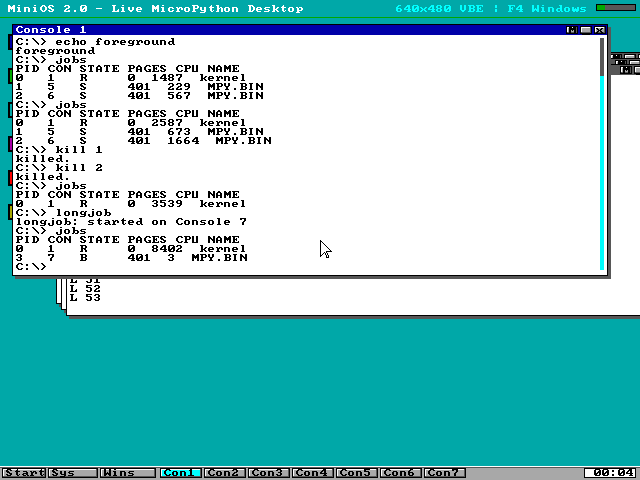 MiniOS 2.0 - Live MicroPython Desktop 640x480 VBE | F4 Windows
Console 1 M
C:\> echo foreground
foreground
C:\> jobs
PID CON STATE PAGES CPU NAME
0 1 R 0 1487 kernel
1 5 S 401 229 MPY.BIN
2 6 S 401 567 MPY.BIN
C:\> jobs
PID CON STATE PAGES CPU NAME
0 1 R 0 2587 kernel
1 5 S 401 673 MPY.BIN
2 6 S 401 1664 MPY.BIN
C:\> kill 1
killed.
C:\> kill 2
killed.
C:\> jobs
PID CON STATE PAGES CPU NAME
0 1 R 0 3539 kernel
C:\> longjob
longjob: started on Console 7
C:\> jobs
PID CON STATE PAGES CPU NAME
0 1 R 0 8402 kernel
3 7 B 401 3 MPY.BIN
C:\>
L 52
L 53
Start Sys Wins Con1 Con2 Con3 Con4 Con5 Con6 Con7 00:04